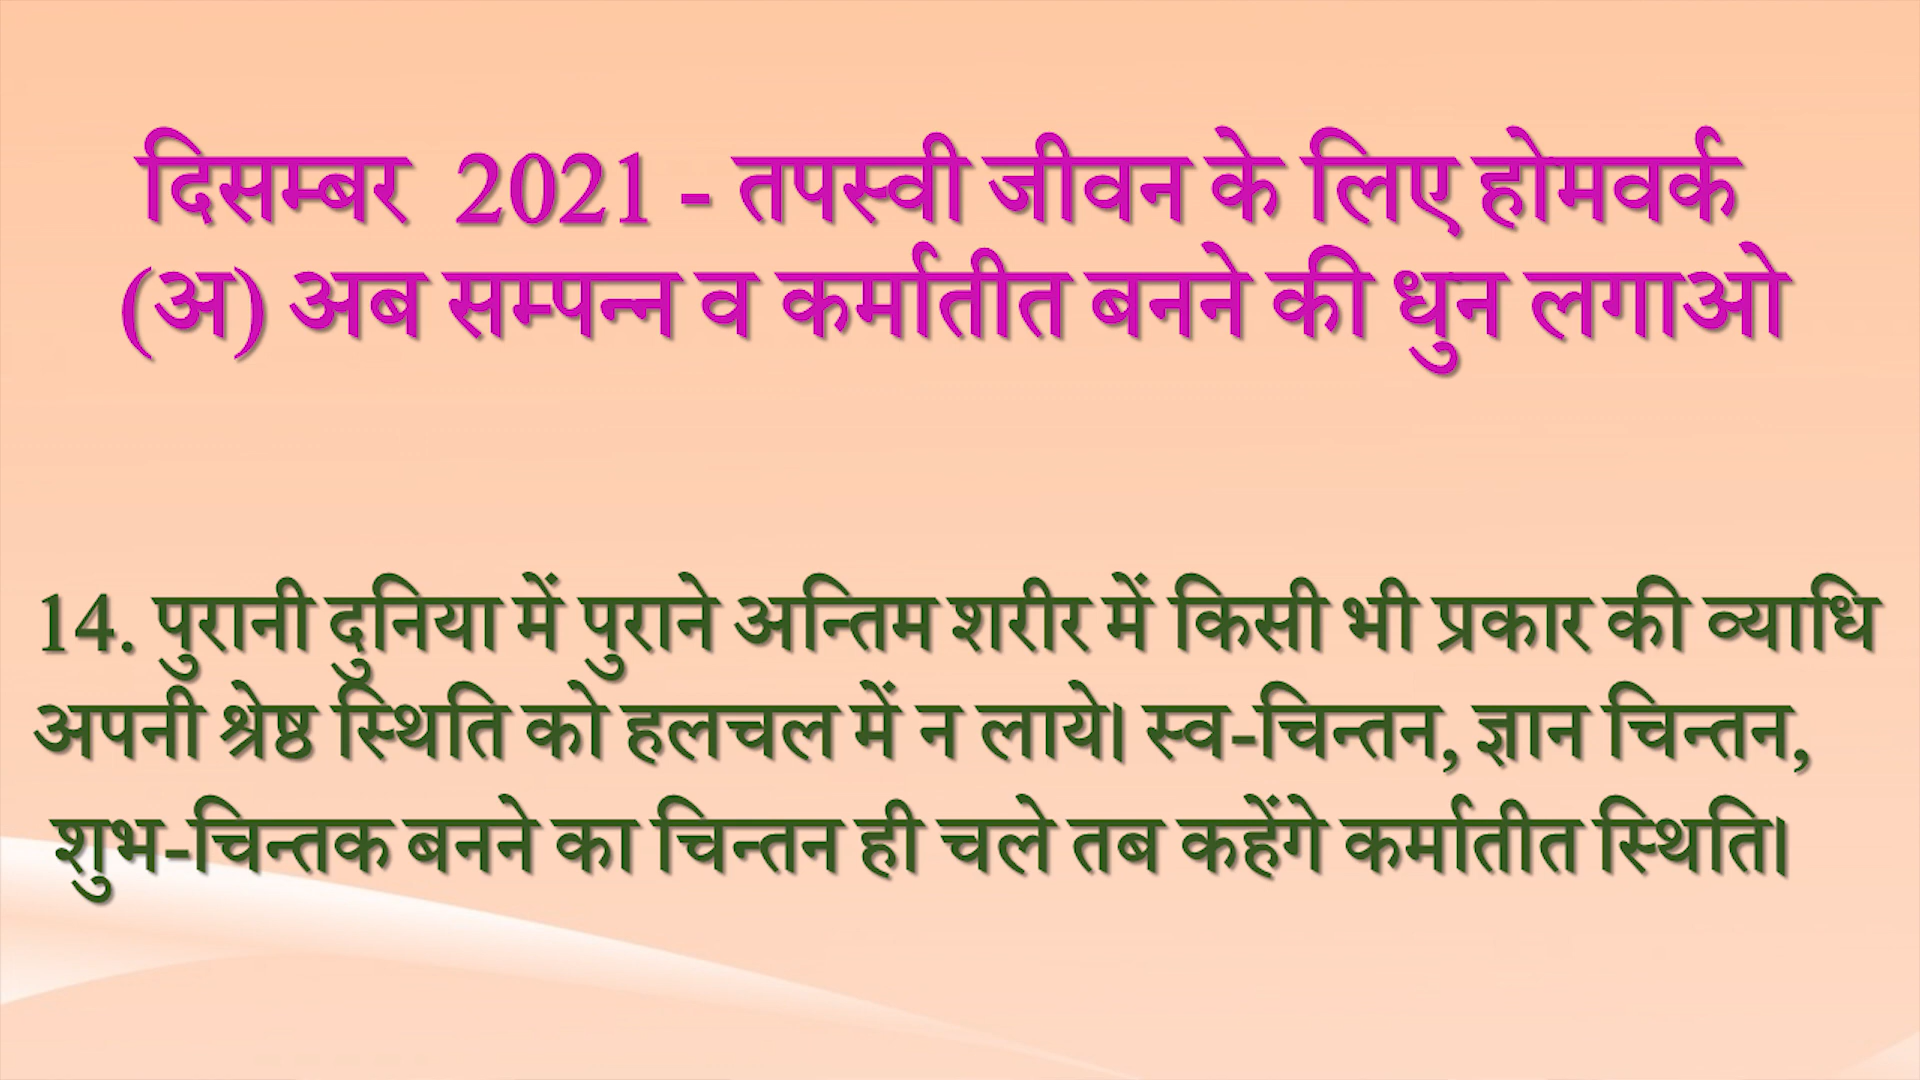 दिसम्बर 2021 - तपस्वी जीवन के लिए होमवर्क
(अ) अब सम्पन्न व कर्मातीत बनने की धुन लगाओ
14. पुरानी दुनिया में पुराने अन्तिम शरीर में किसी भी प्रकार की व्याधि
अपनी श्रेष्ठ स्थिति को हलचल में न लाये। स्व-चिन्तन, ज्ञान चिन्तन,
शुभ-चिन्तक बनने का चिन्तन ही चले तब कहेंगे कर्मातीत स्थिति।